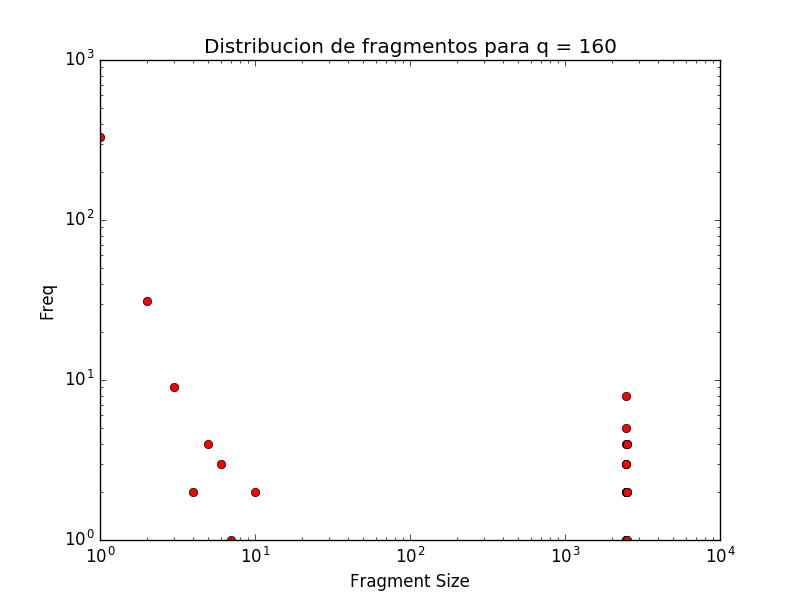 Distribucion de fragmentos para q = 160
10^3
10^2
10^1
10^0
Freq
10^0 10^1 10^2 10^3 10^4
Fragment Size